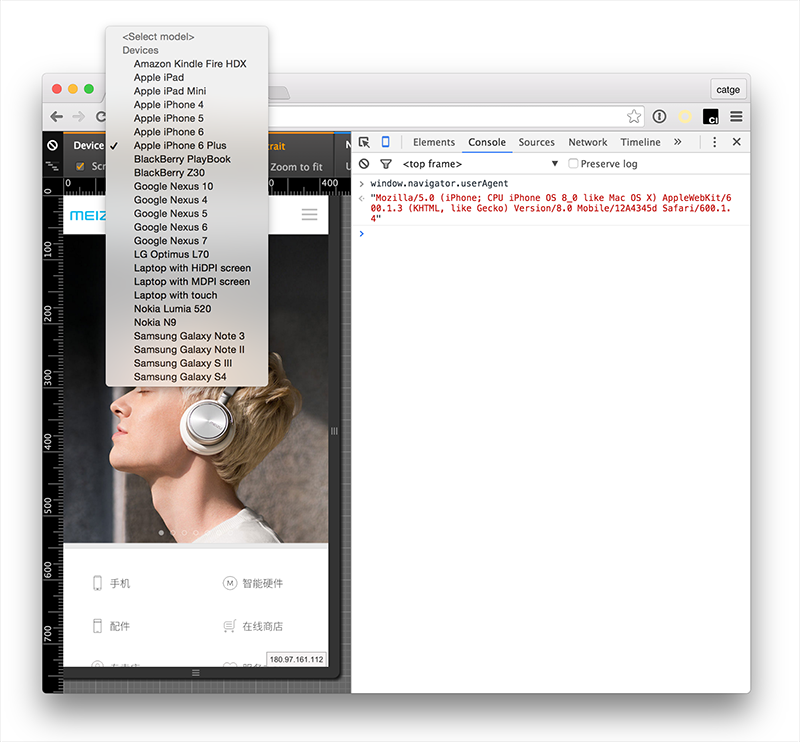 <Select model>
Devices
Amazon Kindle Fire HDX
Apple iPad
Apple iPad Mini
Apple iPhone 4
Apple iPhone 5
Apple iPhone 6
✓ Apple iPhone 6 Plus
BlackBerry PlayBook
BlackBerry Z30
Google Nexus 10
Google Nexus 4
Google Nexus 5
Google Nexus 6
Google Nexus 7
LG Optimus L70
Laptop with HiDPI screen
Laptop with MDPI screen
Laptop with touch
Nokia Lumia 520
Nokia N9
Samsung Galaxy Note 3
Samsung Galaxy Note II
Samsung Galaxy S III
Samsung Galaxy S4
catge
Device
Zoom to fit
0 400
0
100
200
300
400
500
600
700
MEIZ
手机
智能硬件
配件
在线商店
180.97.161.112
Elements Console Sources Network Timeline »
<top frame> ▼ Preserve log
> window.navigator.userAgent
"Mozilla/5.0 (iPhone; CPU iPhone OS 8_0 like Mac OS X) AppleWebKit/6
00.1.3 (KHTML, like Gecko) Version/8.0 Mobile/12A4345d Safari/600.1.
4"
>